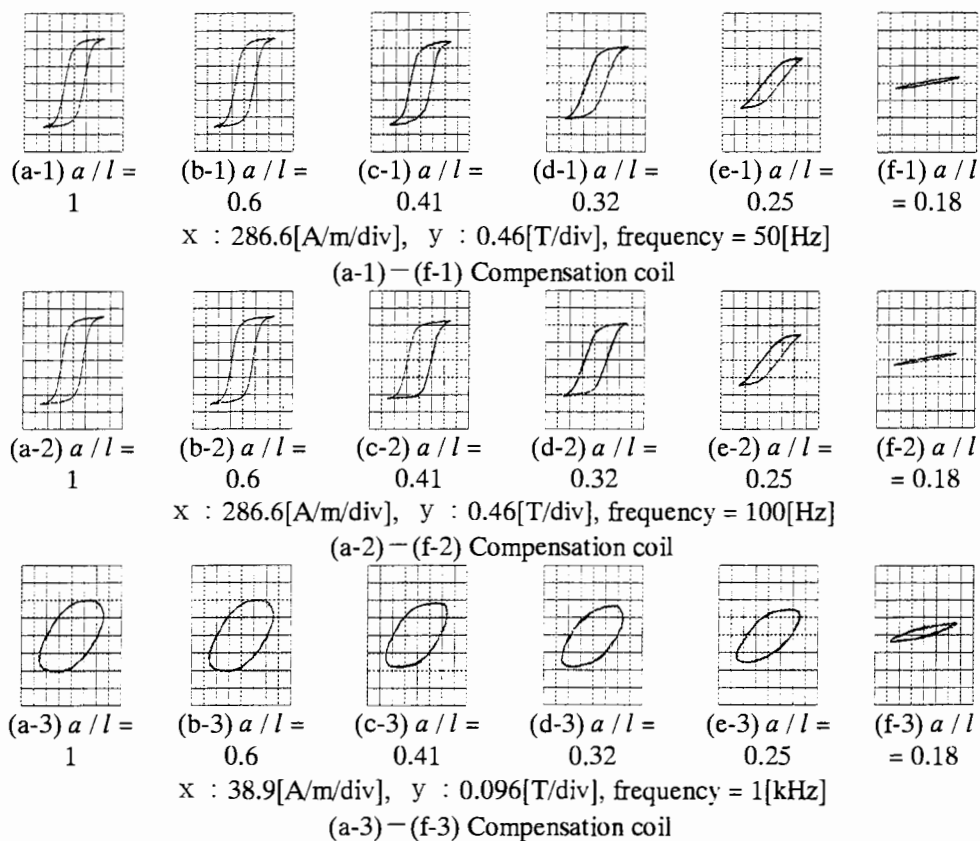 (a-1) a / l = (b-1) a / l = (c-1) a / l = (d-1) a / l = (e-1) a / l = (f-1) a / l
1 0.6 0.41 0.32 0.25 = 0.18
x : 286.6[A/m/div], y : 0.46[T/div], frequency = 50[Hz]
(a-1)－(f-1) Compensation coil
(a-2) a / l = (b-2) a / l = (c-2) a / l = (d-2) a / l = (e-2) a / l = (f-2) a / l
1 0.6 0.41 0.32 0.25 = 0.18
x : 286.6[A/m/div], y : 0.46[T/div], frequency = 100[Hz]
(a-2)－(f-2) Compensation coil
(a-3) a / l = (b-3) a / l = (c-3) a / l = (d-3) a / l = (e-3) a / l = (f-3) a / l
1 0.6 0.41 0.32 0.25 = 0.18
x : 38.9[A/m/div], y : 0.096[T/div], frequency = 1[kHz]
(a-3)－(f-3) Compensation coil